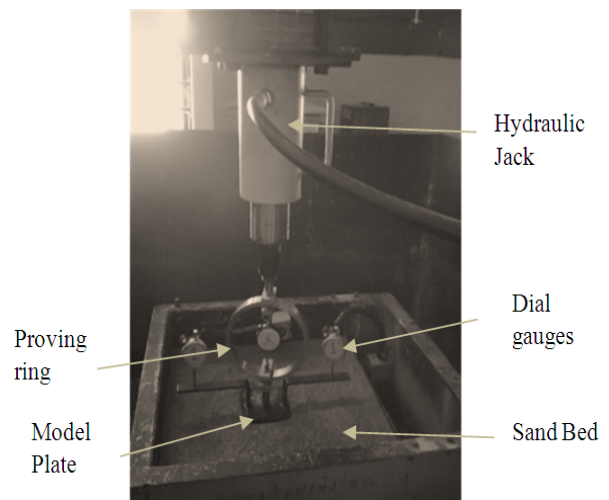 Hydraulic
Jack
Dial
gauges
Proving
ring
Model
Plate
Sand Bed